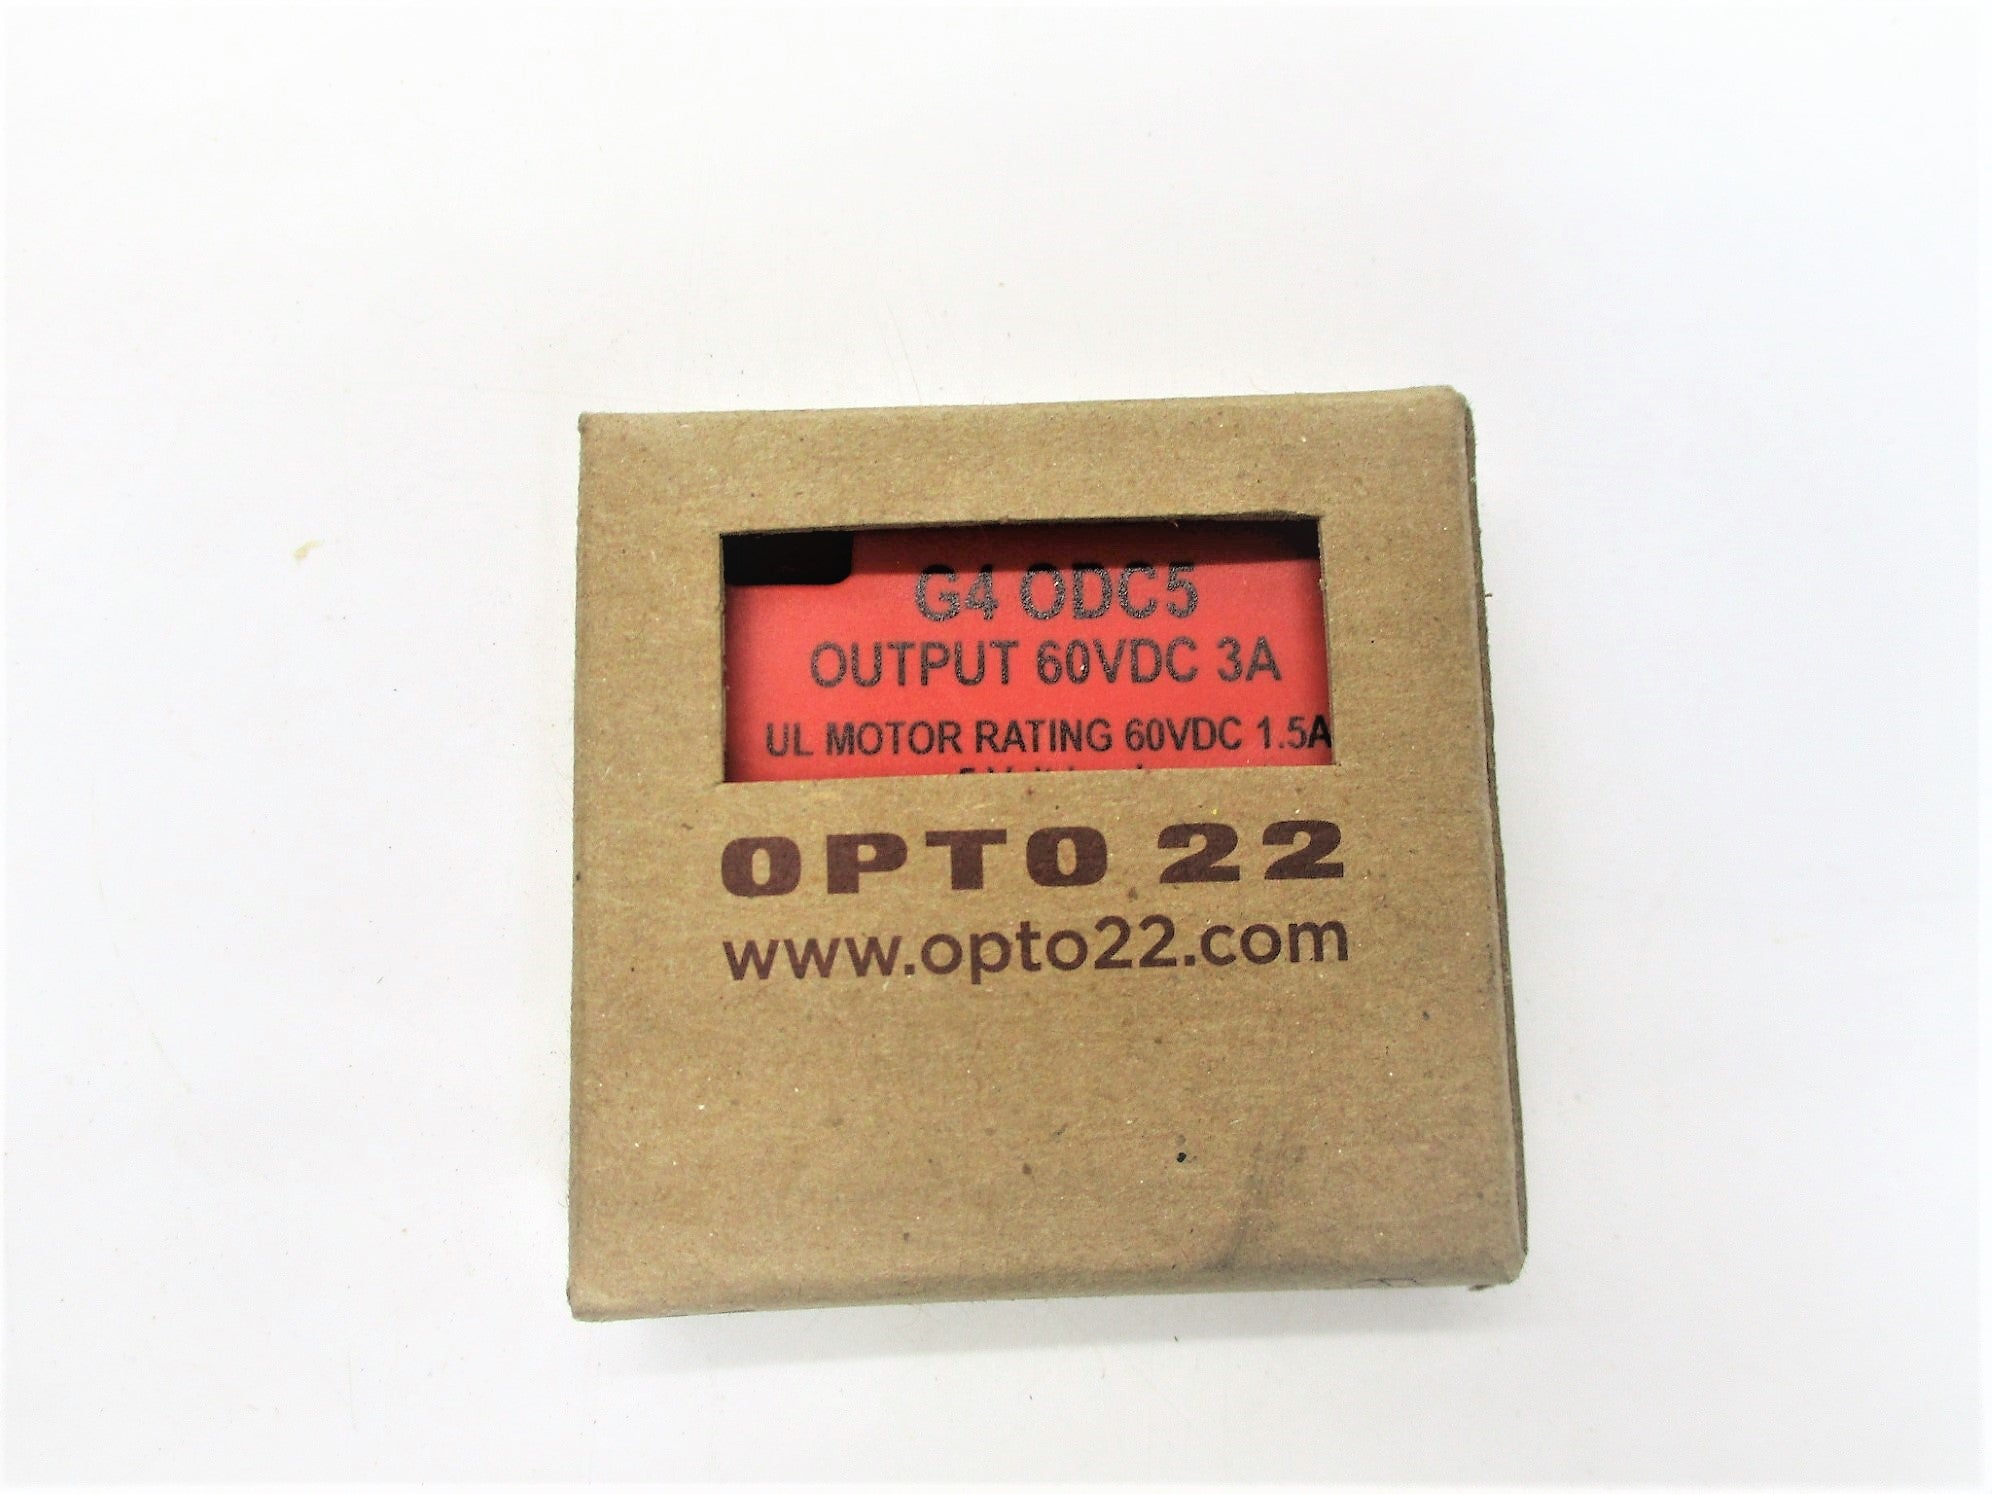 G4 ODC5
OUTPUT 60VDC 3A
UL MOTOR RATING 60VDC 1.5A
OPTO 22
www.opto22.com